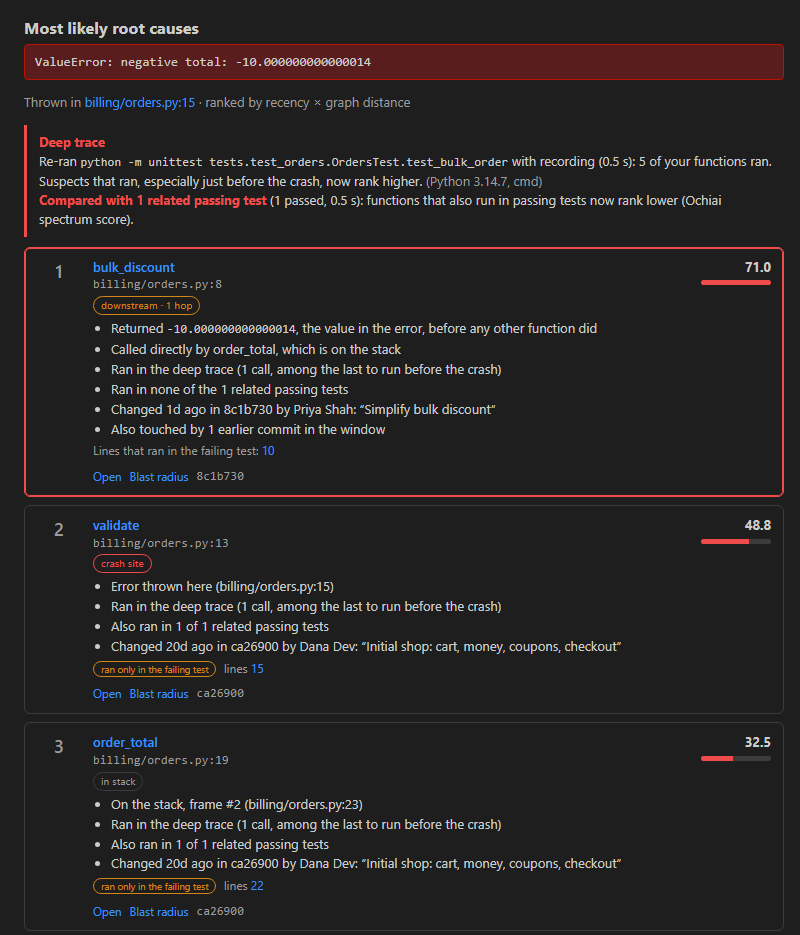 Most likely root causes
ValueError: negative total: -10.000000000000014
Thrown in billing/orders.py:15 · ranked by recency × graph distance
Deep trace
Re-ran python -m unittest tests.test_orders.OrdersTest.test_bulk_order with recording (0.5 s): 5 of your functions ran.
Suspects that ran, especially just before the crash, now rank higher. (Python 3.14.7, cmd)
Compared with 1 related passing test (1 passed, 0.5 s): functions that also run in passing tests now rank lower (Ochiai
spectrum score).
1
bulk_discount
71.0
billing/orders.py:8
downstream · 1 hop
• Returned -10.000000000000014, the value in the error, before any other function did
• Called directly by order_total, which is on the stack
• Ran in the deep trace (1 call, among the last to run before the crash)
• Ran in none of the 1 related passing tests
• Changed 1d ago in 8c1b730 by Priya Shah: “Simplify bulk discount”
• Also touched by 1 earlier commit in the window
Lines that ran in the failing test: 10
Open Blast radius 8c1b730
2
validate
48.8
billing/orders.py:13
crash site
• Error thrown here (billing/orders.py:15)
• Ran in the deep trace (1 call, among the last to run before the crash)
• Also ran in 1 of 1 related passing tests
• Changed 20d ago in ca26900 by Dana Dev: “Initial shop: cart, money, coupons, checkout”
ran only in the failing test lines 15
Open Blast radius ca26900
3
order_total
32.5
billing/orders.py:19
in stack
• On the stack, frame #2 (billing/orders.py:23)
• Ran in the deep trace (1 call, among the last to run before the crash)
• Also ran in 1 of 1 related passing tests
• Changed 20d ago in ca26900 by Dana Dev: “Initial shop: cart, money, coupons, checkout”
ran only in the failing test lines 22
Open Blast radius ca26900